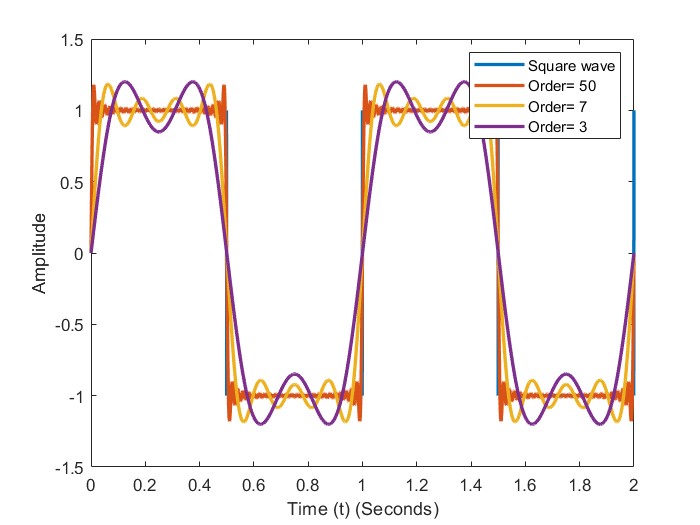 1.5
1
0.5
0
-0.5
-1
-1.5
Amplitude
Square wave
Order= 50
Order= 7
Order= 3
0 0.2 0.4 0.6 0.8 1 1.2 1.4 1.6 1.8 2
Time (t) (Seconds)